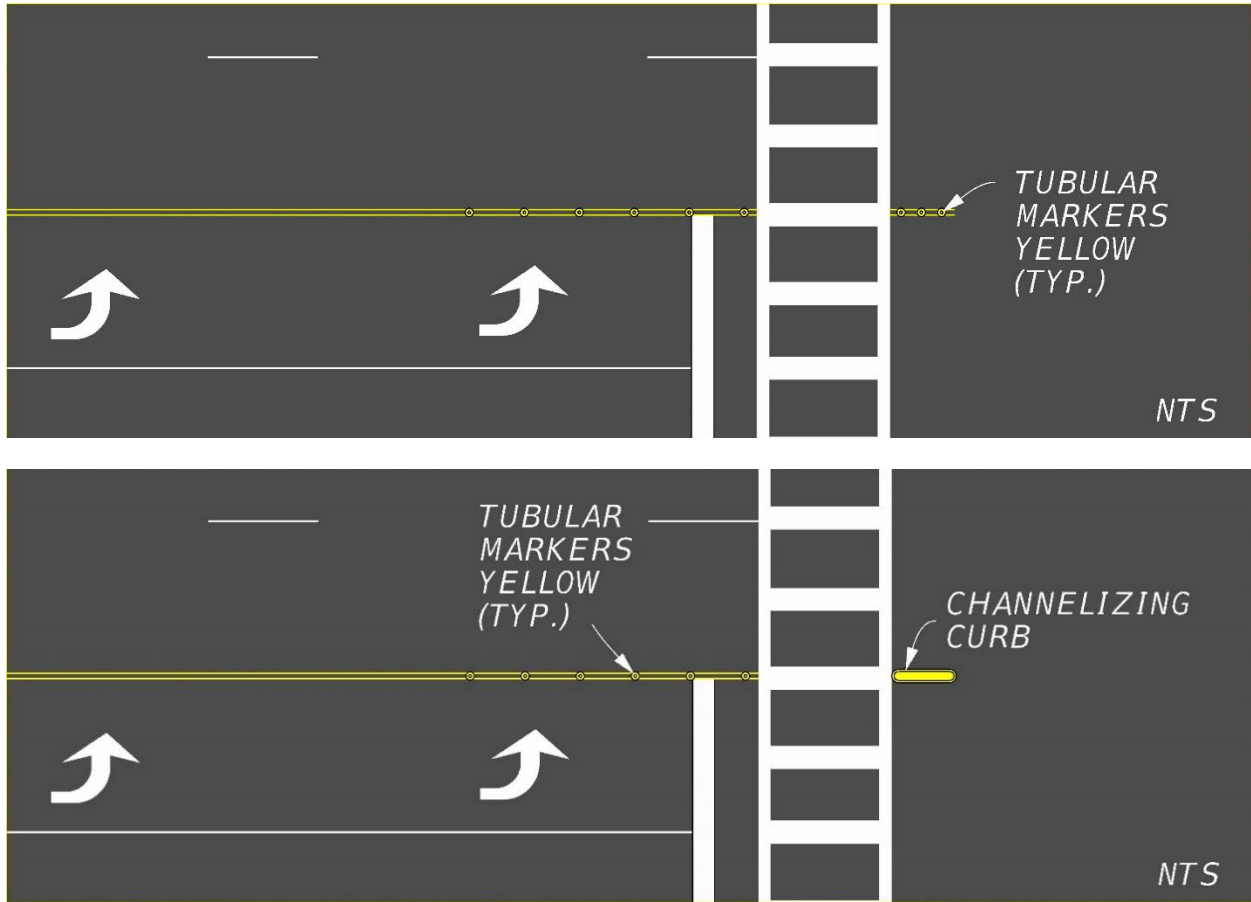 TUBULAR
MARKERS
YELLOW
(TYP.)
NTS
TUBULAR
MARKERS
YELLOW
(TYP.)
CHANNELIZING
CURB
NTS